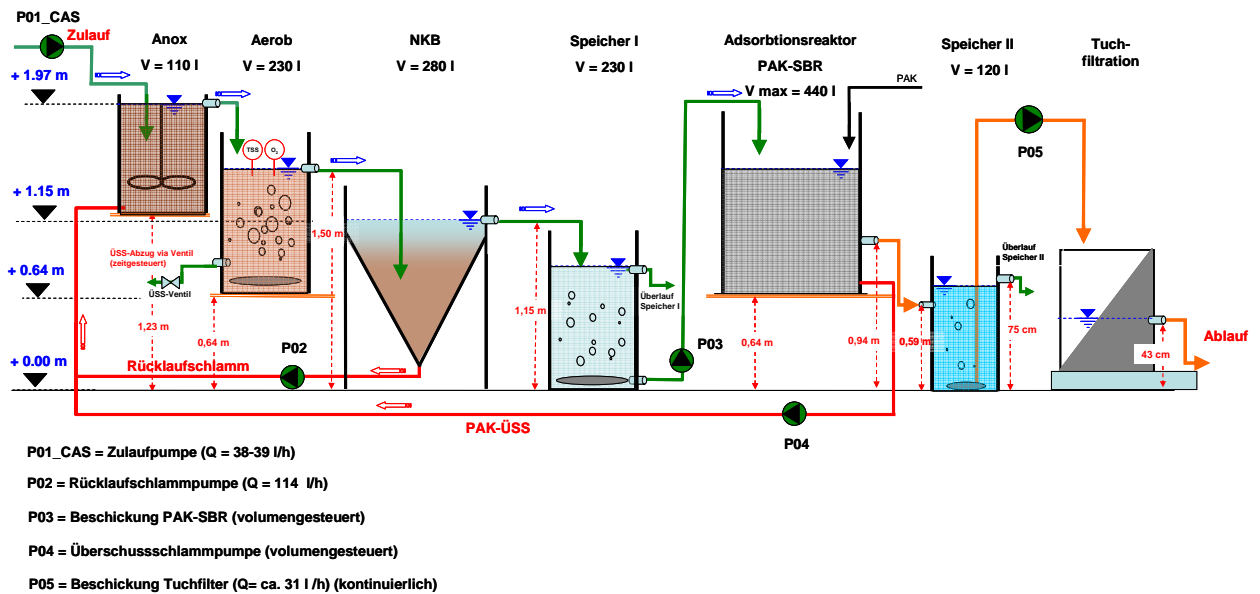 P01_CAS
Zulauf
Anox
V = 110 l
Aerob
V = 230 l
NKB
V = 280 l
Speicher I
V = 230 l
Adsorbtionsreaktor
PAK-SBR
V max = 440 l
PAK
Speicher II
V = 120 l
Tuch-
filtration
P05
+ 1.97 m
TSS
O2
+ 1.15 m
1,50 m
ÜSS-Abzug via Ventil
(zeitgesteuert)
ÜSS-Ventil
+ 0.64 m
1,23 m
0,64 m
1,15 m
Überlauf
Speicher I
P03
0,64 m
0,94 m
0,59 m
Überlauf
Speicher II
75 cm
43 cm
Ablauf
+ 0.00 m
P02
Rücklaufschlamm
PAK-ÜSS
P04
P01_CAS = Zulaufpumpe (Q = 38-39 l/h)
P02 = Rücklaufschlammpumpe (Q = 114 l/h)
P03 = Beschickung PAK-SBR (volumengesteuert)
P04 = Überschussschlammpumpe (volumengesteuert)
P05 = Beschickung Tuchfilter (Q= ca. 31 l /h) (kontinuierlich)